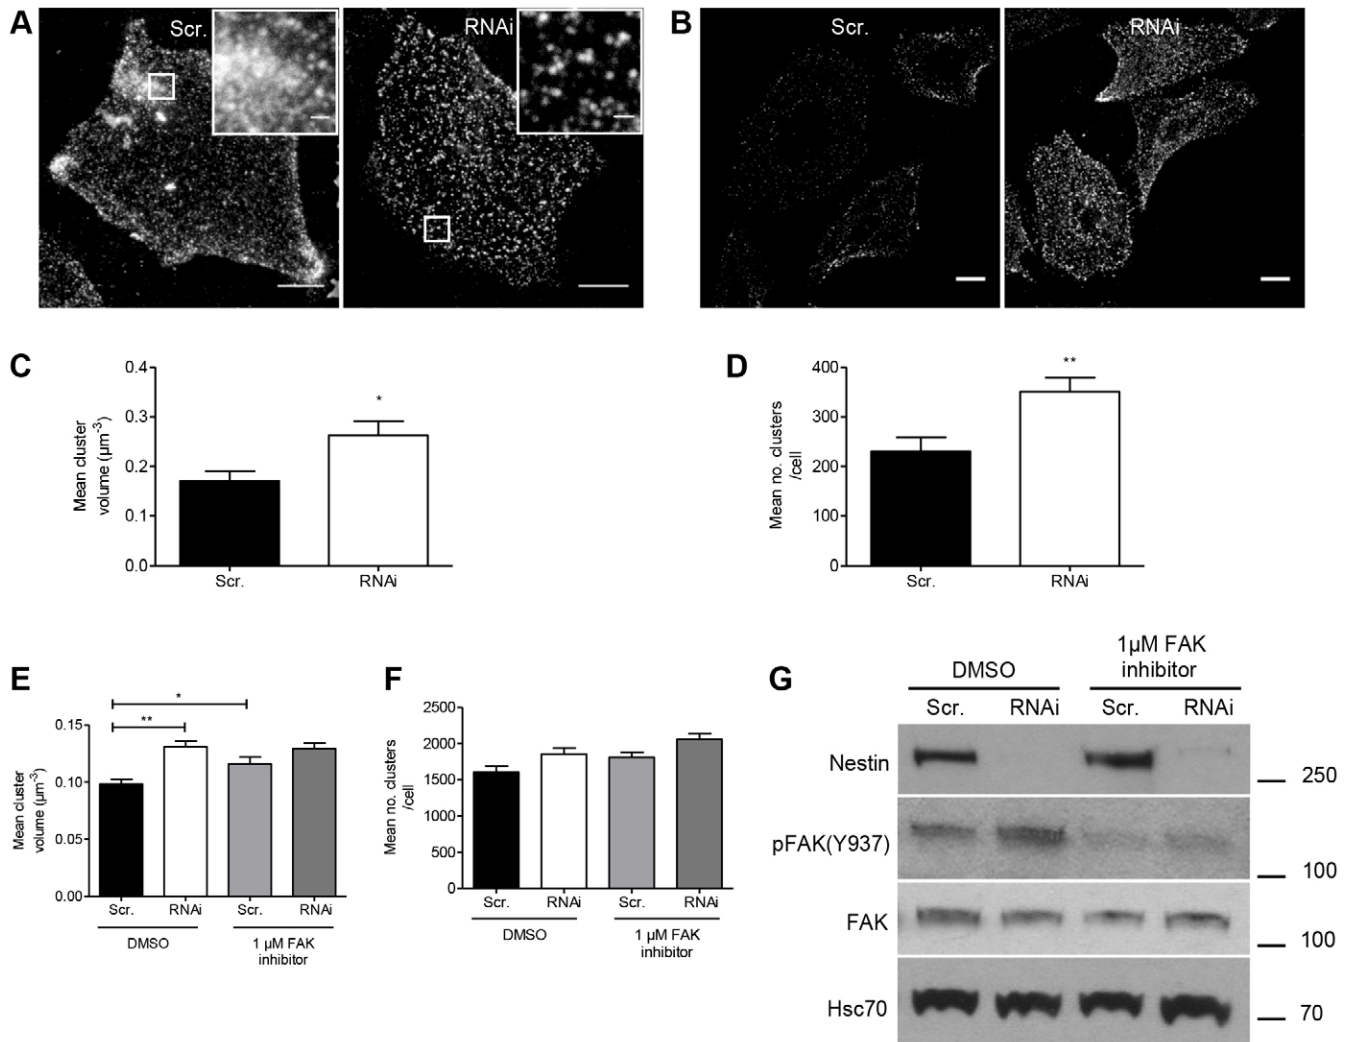 A
Scr.
RNAi
B
Scr.
RNAi
C
Mean cluster
volume (µm-3)
0.4
0.3
0.2
0.1
0.0
*
Scr.
RNAi
D
Mean no. clusters
/cell
400
300
200
100
0
**
Scr.
RNAi
E
Mean cluster
volume (µm-3)
0.15
0.10
0.05
0.00
*
**
Scr.
RNAi
Scr.
RNAi
DMSO
1 µM FAK
inhibitor
F
Mean no. clusters
/cell
2500
2000
1500
1000
500
0
Scr.
RNAi
Scr.
RNAi
DMSO
1 µM FAK
inhibitor
G
DMSO
1µM FAK
inhibitor
Scr.
RNAi
Scr.
RNAi
Nestin
250
pFAK(Y937)
100
FAK
100
Hsc70
70